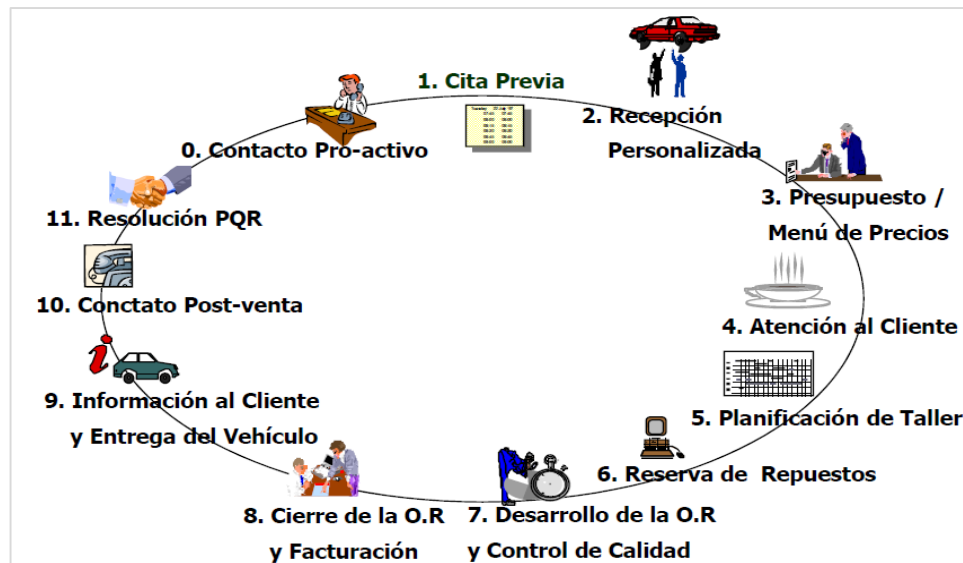 1. Cita Previa
2. Recepción
Personalizada
0. Contacto Pro-activo
3. Presupuesto /
Menú de Precios
11. Resolución PQR
10. Conctato Post-venta
4. Atención al Cliente
9. Información al Cliente
y Entrega del Vehículo
5. Planificación de Taller
6. Reserva de Repuestos
8. Cierre de la O.R
y Facturación
7. Desarrollo de la O.R
y Control de Calidad